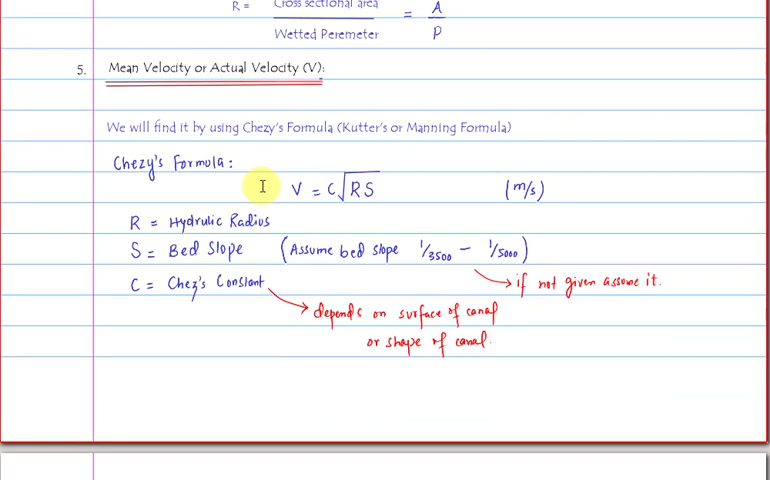 R = Cross sectional area = A
Wetted Peremeter P
5. Mean Velocity or Actual Velocity (V):
We will find it by using Chezy's Formula (Kutter's or Manning Formula)
Chezy's Formula:
V = C√RS (m/s)
R = Hydrulic Radius
S = Bed Slope (Assume bed slope 1/3500 - 1/5000)
C = Chez's Constant → if not given assume it.
→ depends on surface of canal
or shape of canal.